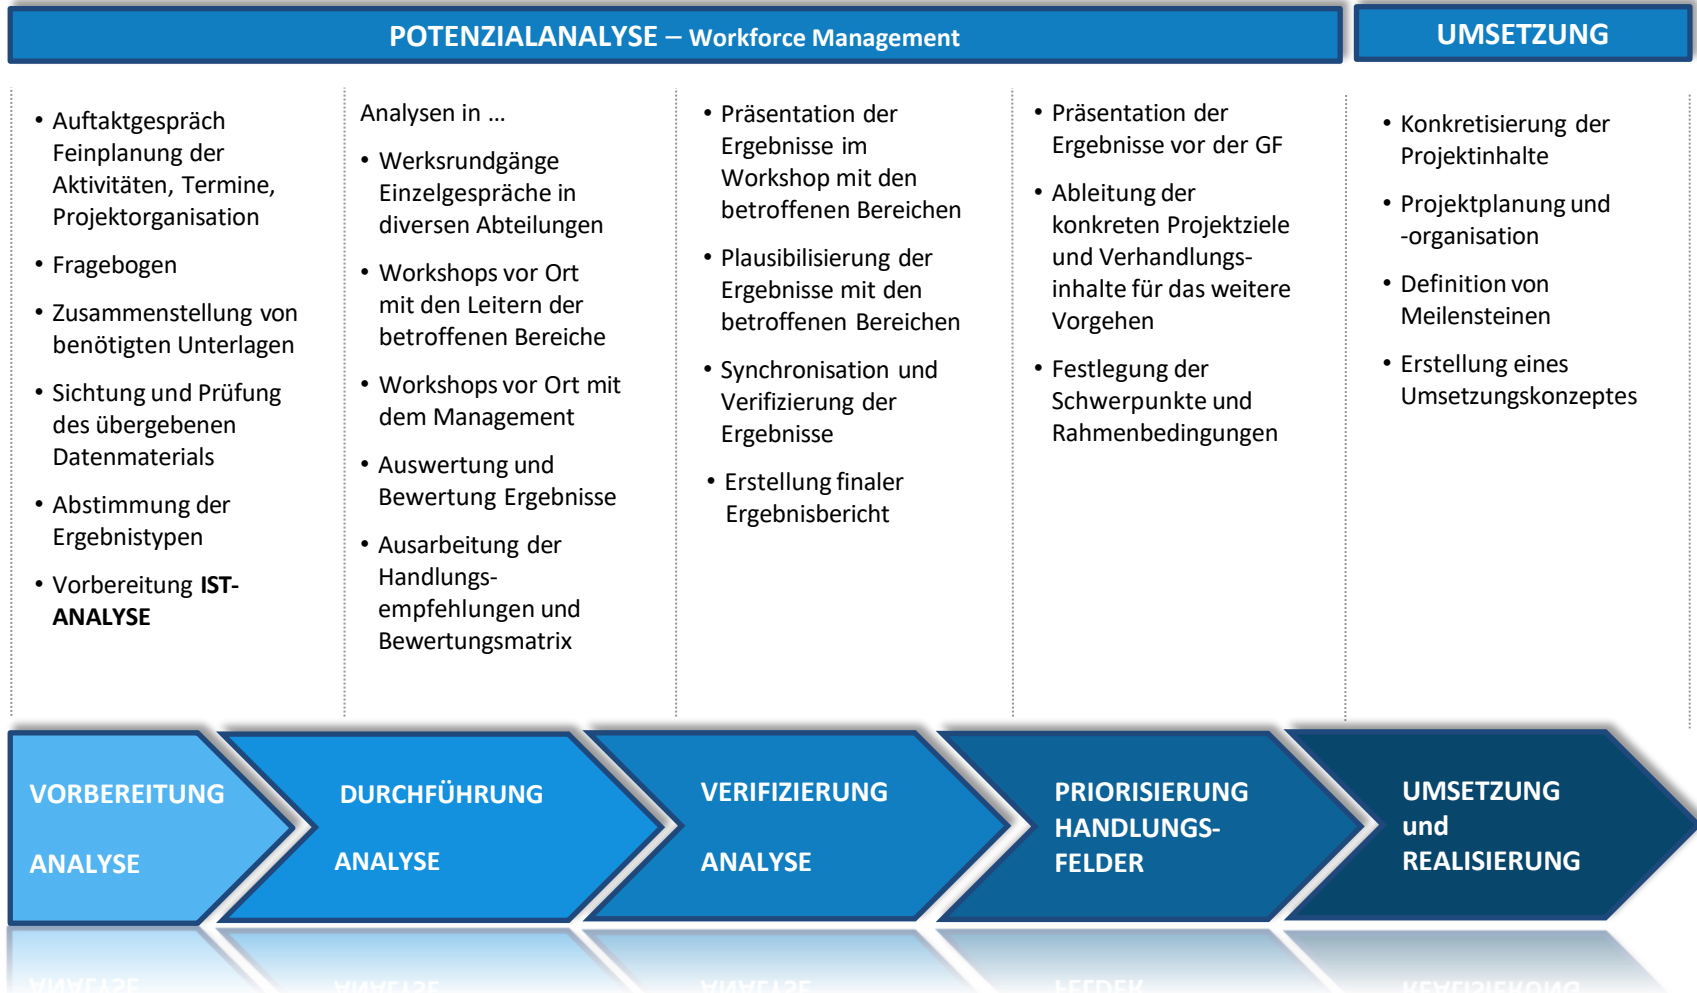 POTENZIALANALYSE – Workforce Management
UMSETZUNG
• Auftaktgespräch
Feinplanung der
Aktivitäten, Termine,
Projektorganisation
• Fragebogen
• Zusammenstellung von
benötigten Unterlagen
• Sichtung und Prüfung
des übergebenen
Datenmaterials
• Abstimmung der
Ergebnistypen
• Vorbereitung IST-
ANALYSE
Analysen in ...
• Werksrundgänge
Einzelgespräche in
diversen Abteilungen
• Workshops vor Ort
mit den Leitern der
betroffenen Bereiche
• Workshops vor Ort mit
dem Management
• Auswertung und
Bewertung Ergebnisse
• Ausarbeitung der
Handlungs-
empfehlungen und
Bewertungsmatrix
• Präsentation der
Ergebnisse im
Workshop mit den
betroffenen Bereichen
• Plausibilisierung der
Ergebnisse mit den
betroffenen Bereichen
• Synchronisation und
Verifizierung der
Ergebnisse
• Erstellung finaler
Ergebnisbericht
• Präsentation der
Ergebnisse vor der GF
• Ableitung der
konkreten Projektziele
und Verhandlungs-
inhalte für das weitere
Vorgehen
• Festlegung der
Schwerpunkte und
Rahmenbedingungen
• Konkretisierung der
Projektinhalte
• Projektplanung und
-organisation
• Definition von
Meilensteinen
• Erstellung eines
Umsetzungskonzeptes
VORBEREITUNG
ANALYSE
DURCHFÜHRUNG
ANALYSE
VERIFIZIERUNG
ANALYSE
PRIORISIERUNG
HANDLUNGS-
FELDER
UMSETZUNG
und
REALISIERUNG